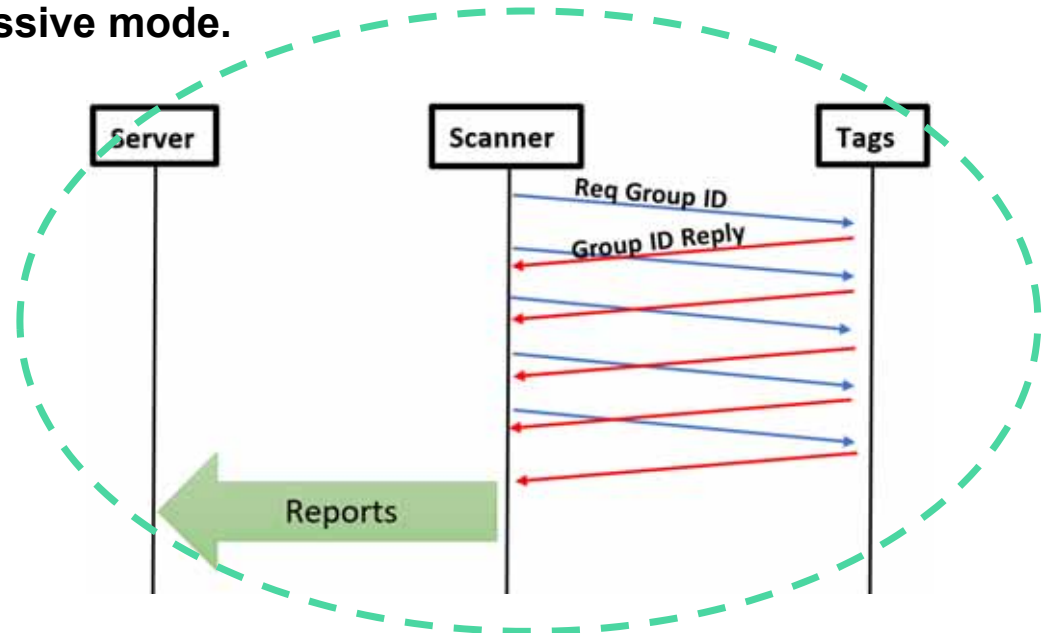 ssive mode.
Server
Scanner
Tags
Req Group ID
Group ID Reply
Reports